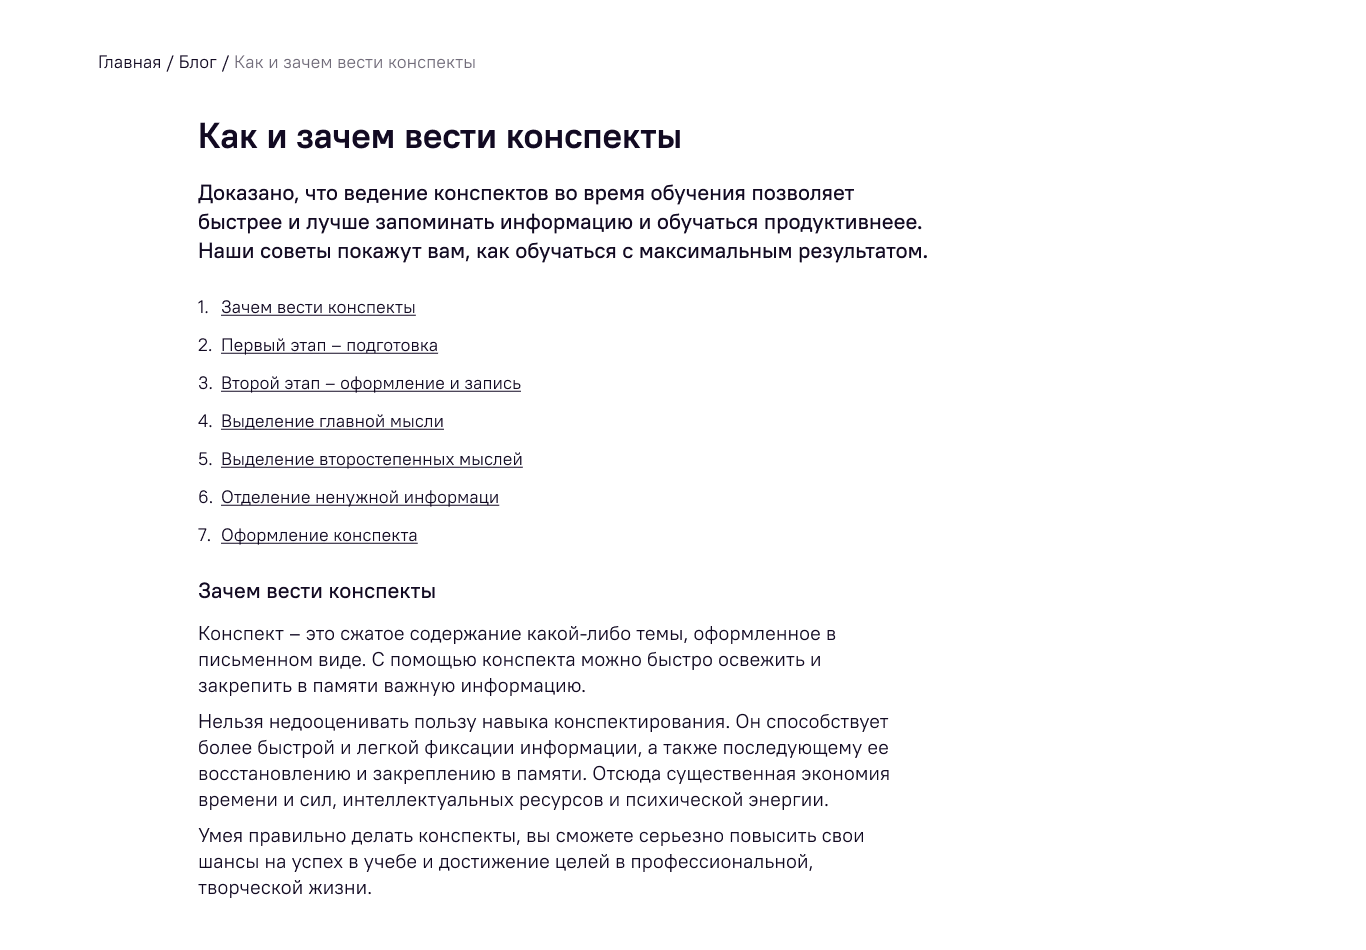 Главная / Блог / Как и зачем вести конспекты
Как и зачем вести конспекты
Доказано, что ведение конспектов во время обучения позволяет
быстрее и лучше запоминать информацию и обучаться продуктивнеее.
Наши советы покажут вам, как обучаться с максимальным результатом.
1. Зачем вести конспекты
2. Первый этап – подготовка
3. Второй этап – оформление и запись
4. Выделение главной мысли
5. Выделение второстепенных мыслей
6. Отделение ненужной информаци
7. Оформление конспекта
Зачем вести конспекты
Конспект – это сжатое содержание какой-либо темы, оформленное в
письменном виде. С помощью конспекта можно быстро освежить и
закрепить в памяти важную информацию.
Нельзя недооценивать пользу навыка конспектирования. Он способствует
более быстрой и легкой фиксации информации, а также последующему ее
восстановлению и закреплению в памяти. Отсюда существенная экономия
времени и сил, интеллектуальных ресурсов и психической энергии.
Умея правильно делать конспекты, вы сможете серьезно повысить свои
шансы на успех в учебе и достижение целей в профессиональной,
творческой жизни.